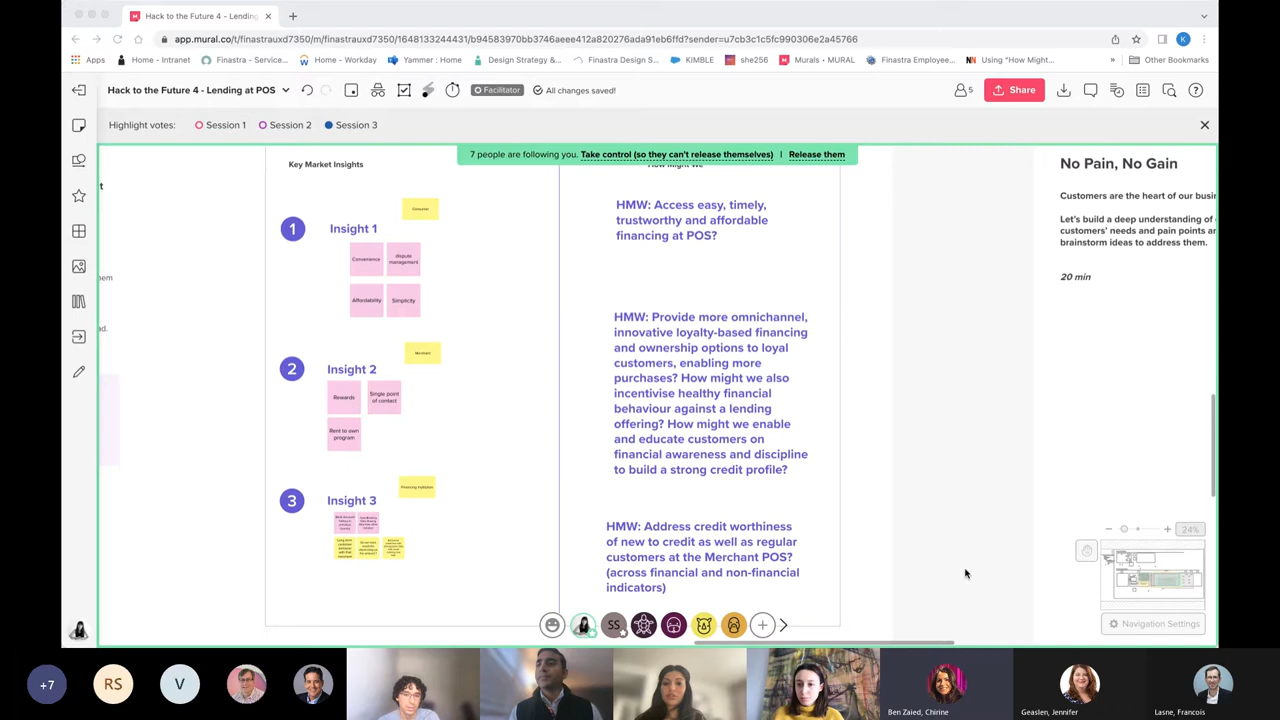 Hack to the Future 4 - Lending
app.mural.co/t/finastrauxd7350/m/finastrauxd7350/1648133244431/b94583970bb3746aeee412a820276ada91eb6ffd?sender=u7cb3c1c5fc990306e2a45766
K
Apps
Home - Intranet
Finastra - Service...
Home - Workday
Yammer : Home
Design Strategy &...
Finastra Design S...
KIMBLE
she256
Murals • MURAL
Finastra Employee...
Using "How Might...
»
Other Bookmarks
Hack to the Future 4 - Lending at POS
Facilitator
All changes saved!
5
Share
Highlight votes:
Session 1
Session 2
Session 3
7 people are following you. Take control (so they can't release themselves) | Release them
Key Market Insights
How Might We
t
em
ad.
1
Insight 1
Consumer
Convenience
dispute management
Affordability
Simplicity
2
Insight 2
Merchant
Rewards
Single point of contact
Rent to own program
3
Insight 3
Financing Institution
HMW: Access easy, timely,
trustworthy and affordable
financing at POS?
HMW: Provide more omnichannel,
innovative loyalty-based financing
and ownership options to loyal
customers, enabling more
purchases? How might we also
incentivise healthy financial
behaviour against a lending
offering? How might we enable
and educate customers on
financial awareness and discipline
to build a strong credit profile?
HMW: Address credit worthiness
of new to credit as well as regular
customers at the Merchant POS?
(across financial and non-financial
indicators)
No Pain, No Gain
Customers are the heart of our busi
Let's build a deep understanding of
customers' needs and pain points a
brainstorm ideas to address them.
20 min
24%
Navigation Settings
SS
+7
RS
V
Ben Zaied, Chirine
Geaslen, Jennifer
Lasne, Francois